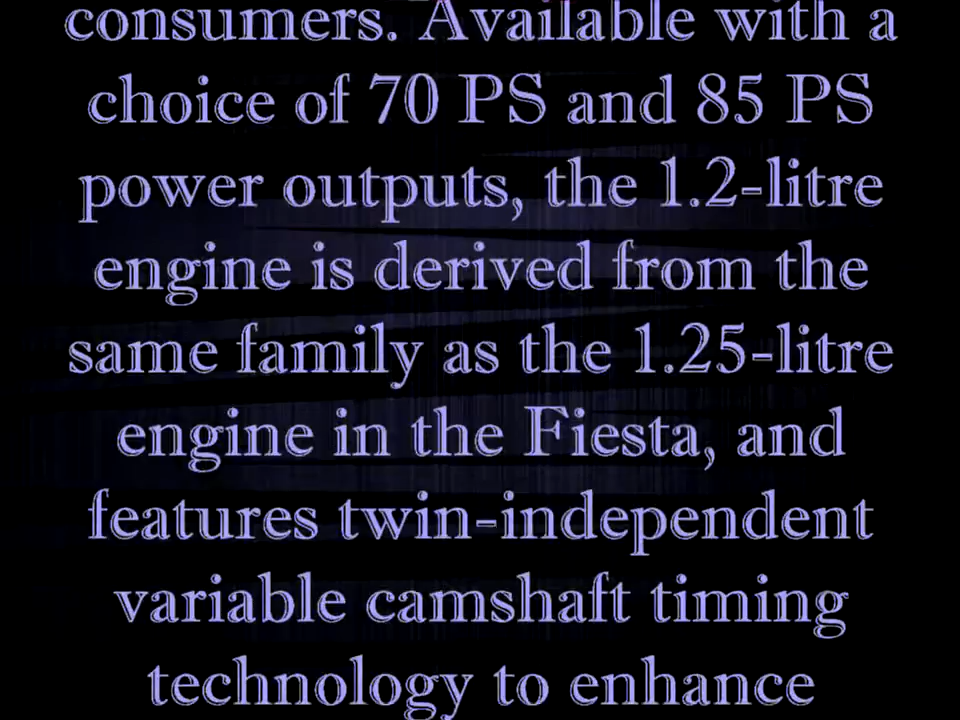 consumers. Available with a
choice of 70 PS and 85 PS
power outputs, the 1.2-litre
engine is derived from the
same family as the 1.25-litre
engine in the Fiesta, and
features twin-independent
variable camshaft timing
technology to enhance